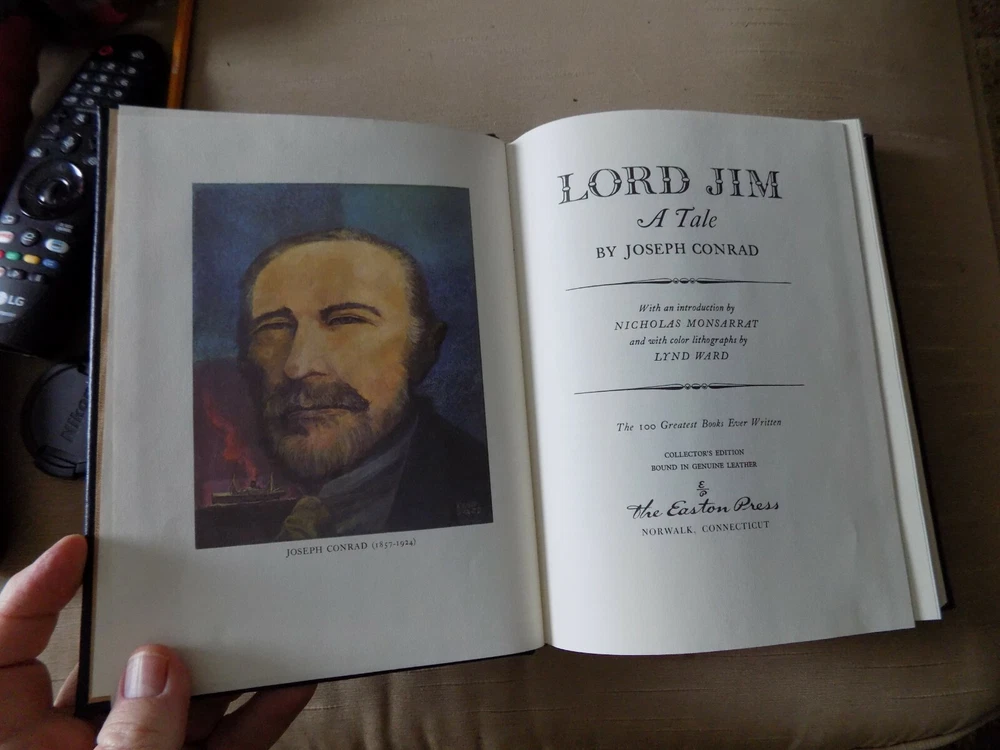 LG
Nikon
JOSEPH CONRAD (1857-1924)
LORD JIM
A Tale
BY JOSEPH CONRAD
With an introduction by
NICHOLAS MONSARRAT
and with color lithographs by
LYND WARD
The 100 Greatest Books Ever Written
COLLECTOR'S EDITION
BOUND IN GENUINE LEATHER
E/P
the Easton Press
NORWALK, CONNECTICUT